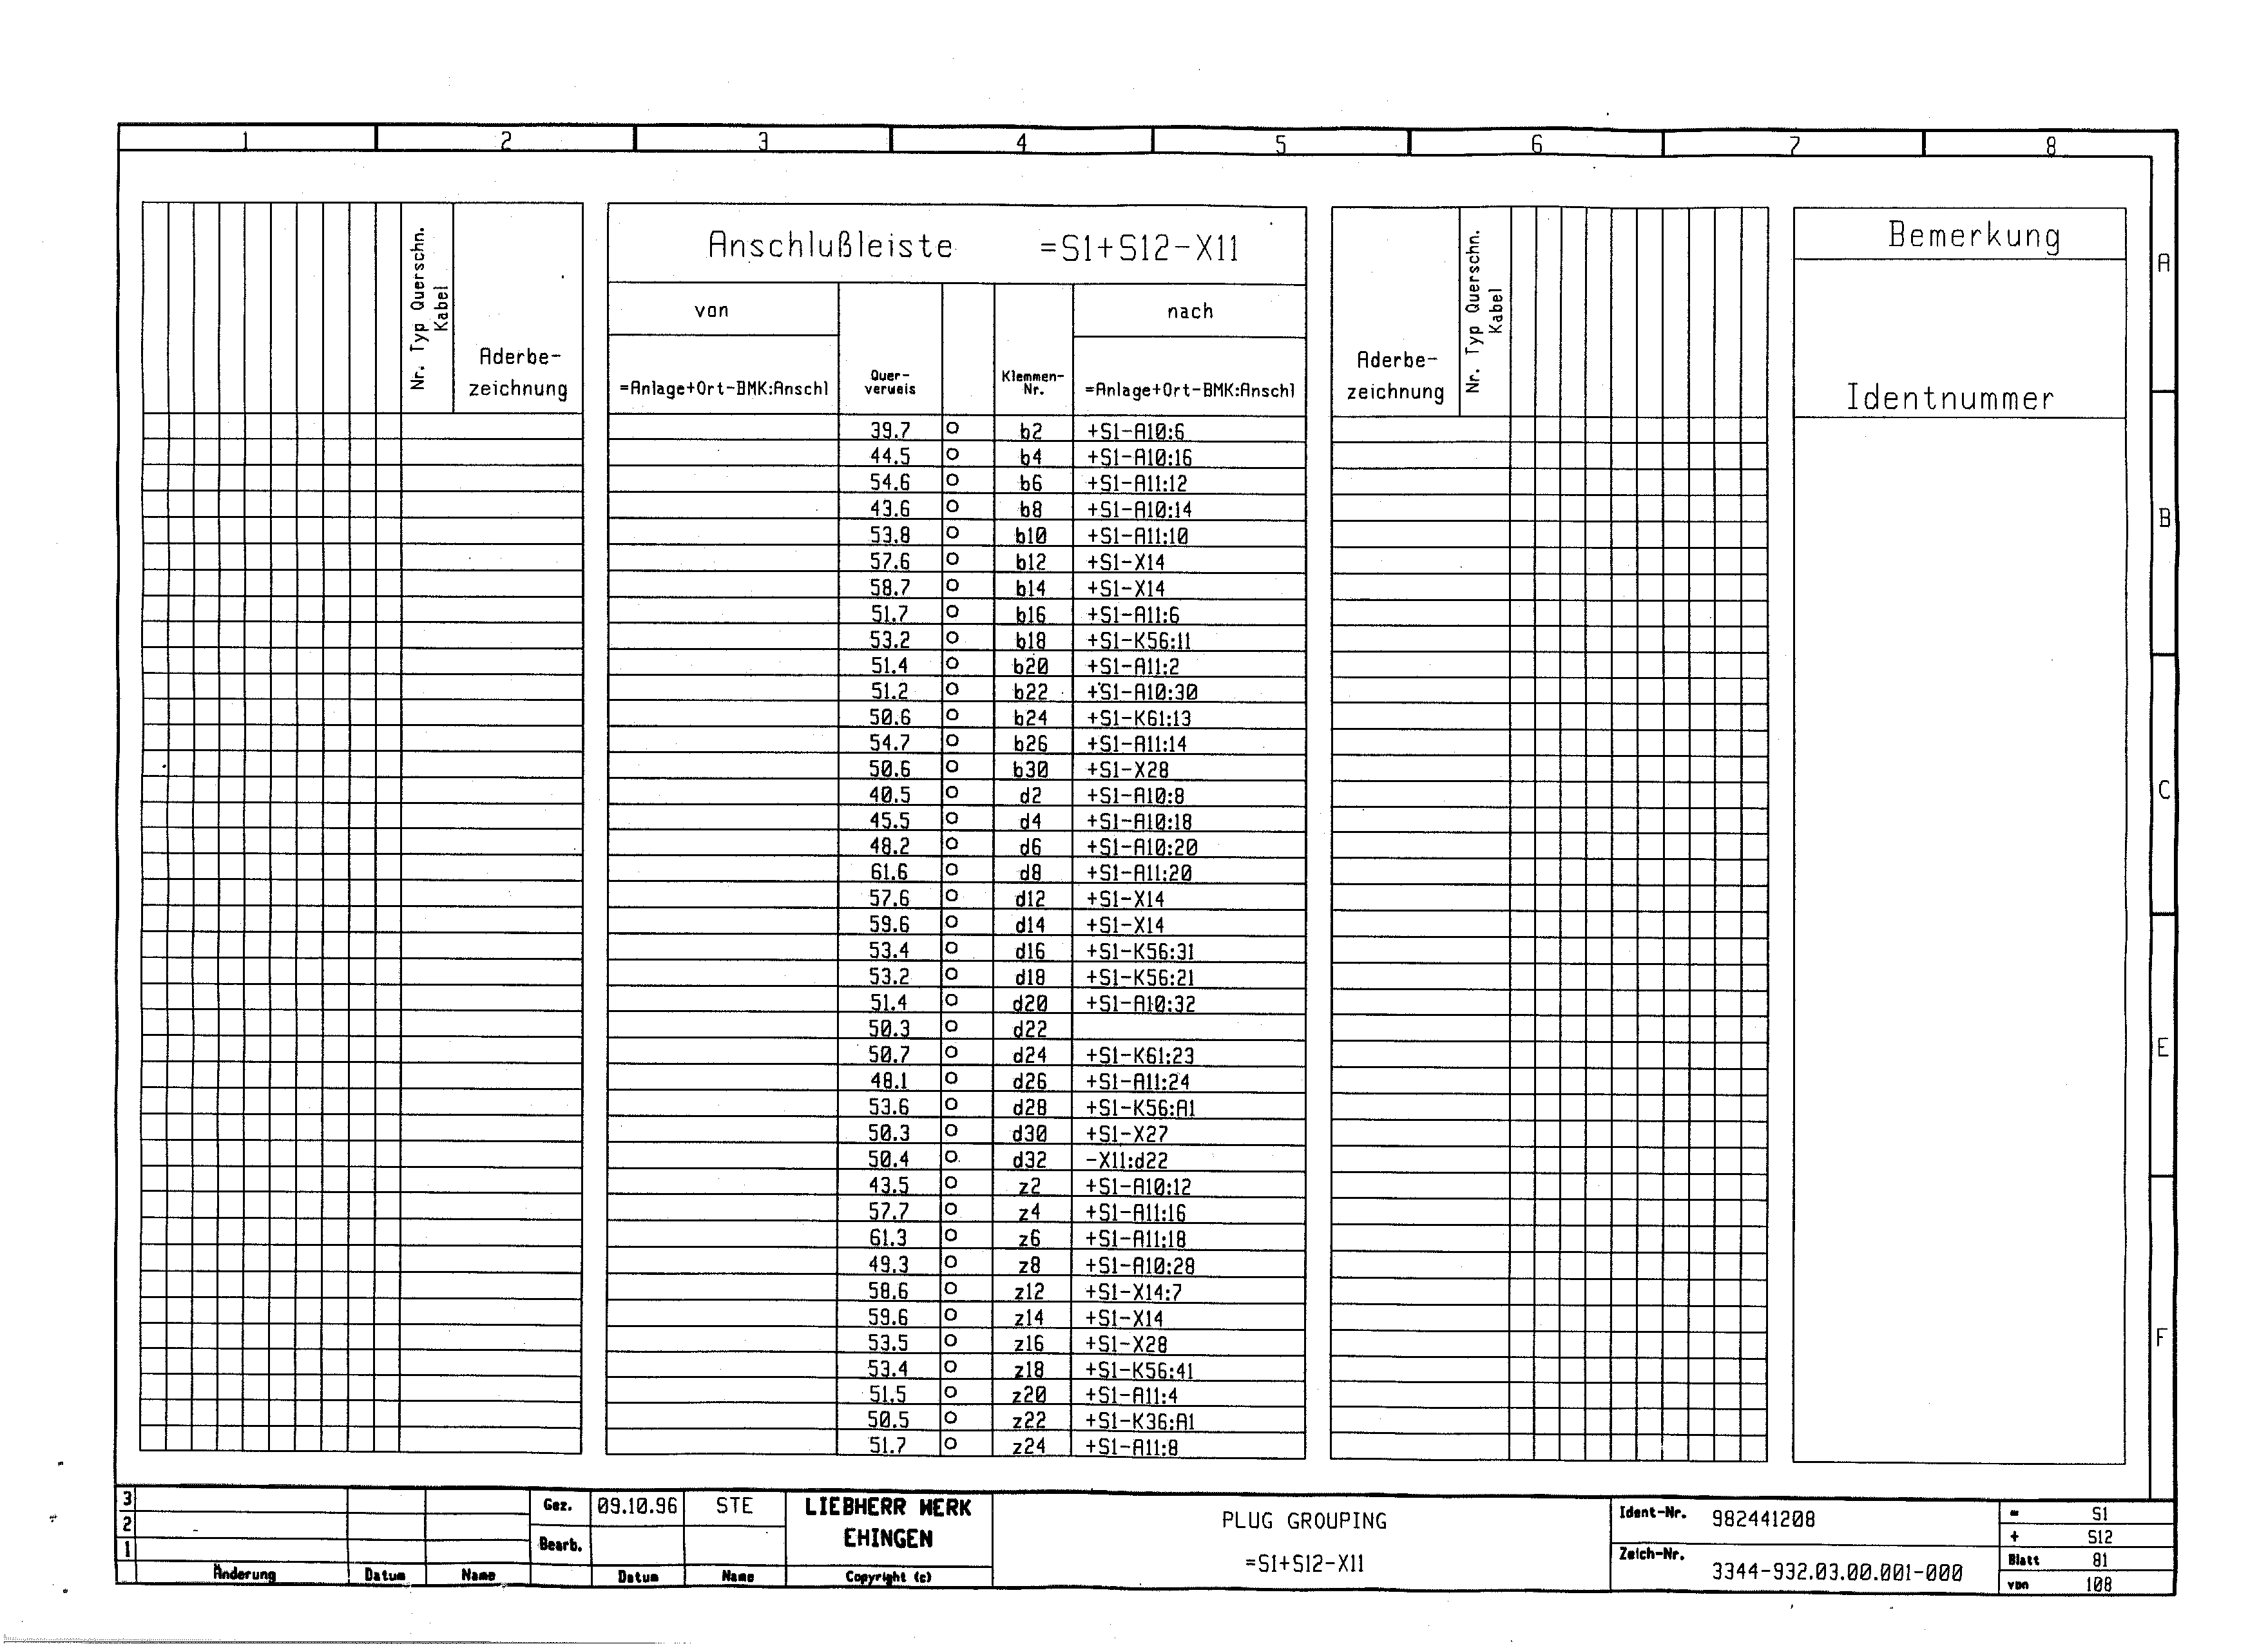 1 2 3 4 5 6 7 8
A
B
C
E
F
Nr. Typ Querschn.
Kabel
Aderbe-
zeichnung
Anschlußleiste =S1+S12-X11
von
=Anlage+Ort-BMK:Anschl
Quer-
verweis
Klemmen-
Nr.
nach
=Anlage+Ort-BMK:Anschl
Aderbe-
zeichnung
Nr. Typ Querschn.
Kabel
Bemerkung
Identnummer
39.7 O b2 +S1-A10:6
44.5 O b4 +S1-A10:16
54.6 O b6 +S1-A11:12
43.6 O b8 +S1-A10:14
53.8 O b10 +S1-A11:10
57.6 O b12 +S1-X14
58.7 O b14 +S1-X14
51.7 O b16 +S1-A11:6
53.2 O b18 +S1-K56:11
51.4 O b20 +S1-A11:2
51.2 O b22 +S1-A10:30
50.6 O b24 +S1-K61:13
54.7 O b26 +S1-A11:14
50.6 O b30 +S1-X28
40.5 O d2 +S1-A10:8
45.5 O d4 +S1-A10:18
48.2 O d6 +S1-A10:20
61.6 O d8 +S1-A11:20
57.6 O d12 +S1-X14
59.6 O d14 +S1-X14
53.4 O d16 +S1-K56:31
53.2 O d18 +S1-K56:21
51.4 O d20 +S1-A10:32
50.3 O d22
50.7 O d24 +S1-K61:23
48.1 O d26 +S1-A11:24
53.6 O d28 +S1-K56:A1
50.3 O d30 +S1-X27
50.4 O d32 -X11:d22
43.5 O z2 +S1-A10:12
57.7 O z4 +S1-A11:16
61.3 O z6 +S1-A11:18
49.3 O z8 +S1-A10:28
58.6 O z12 +S1-X14:7
59.6 O z14 +S1-X14
53.5 O z16 +S1-X28
53.4 O z18 +S1-K56:41
51.5 O z20 +S1-A11:4
50.5 O z22 +S1-K36:A1
51.7 O z24 +S1-A11:8
3
2
1
Änderung Datum Name
Gez. 09.10.96 STE
Bearb.
Datum Name
LIEBHERR WERK
EHINGEN
Copyright (c)
PLUG GROUPING
=S1+S12-X11
Ident-Nr. 982441208
Zeich-Nr. 3344-932.03.00.001-000
= S1
+ S12
Blatt 81
von 108